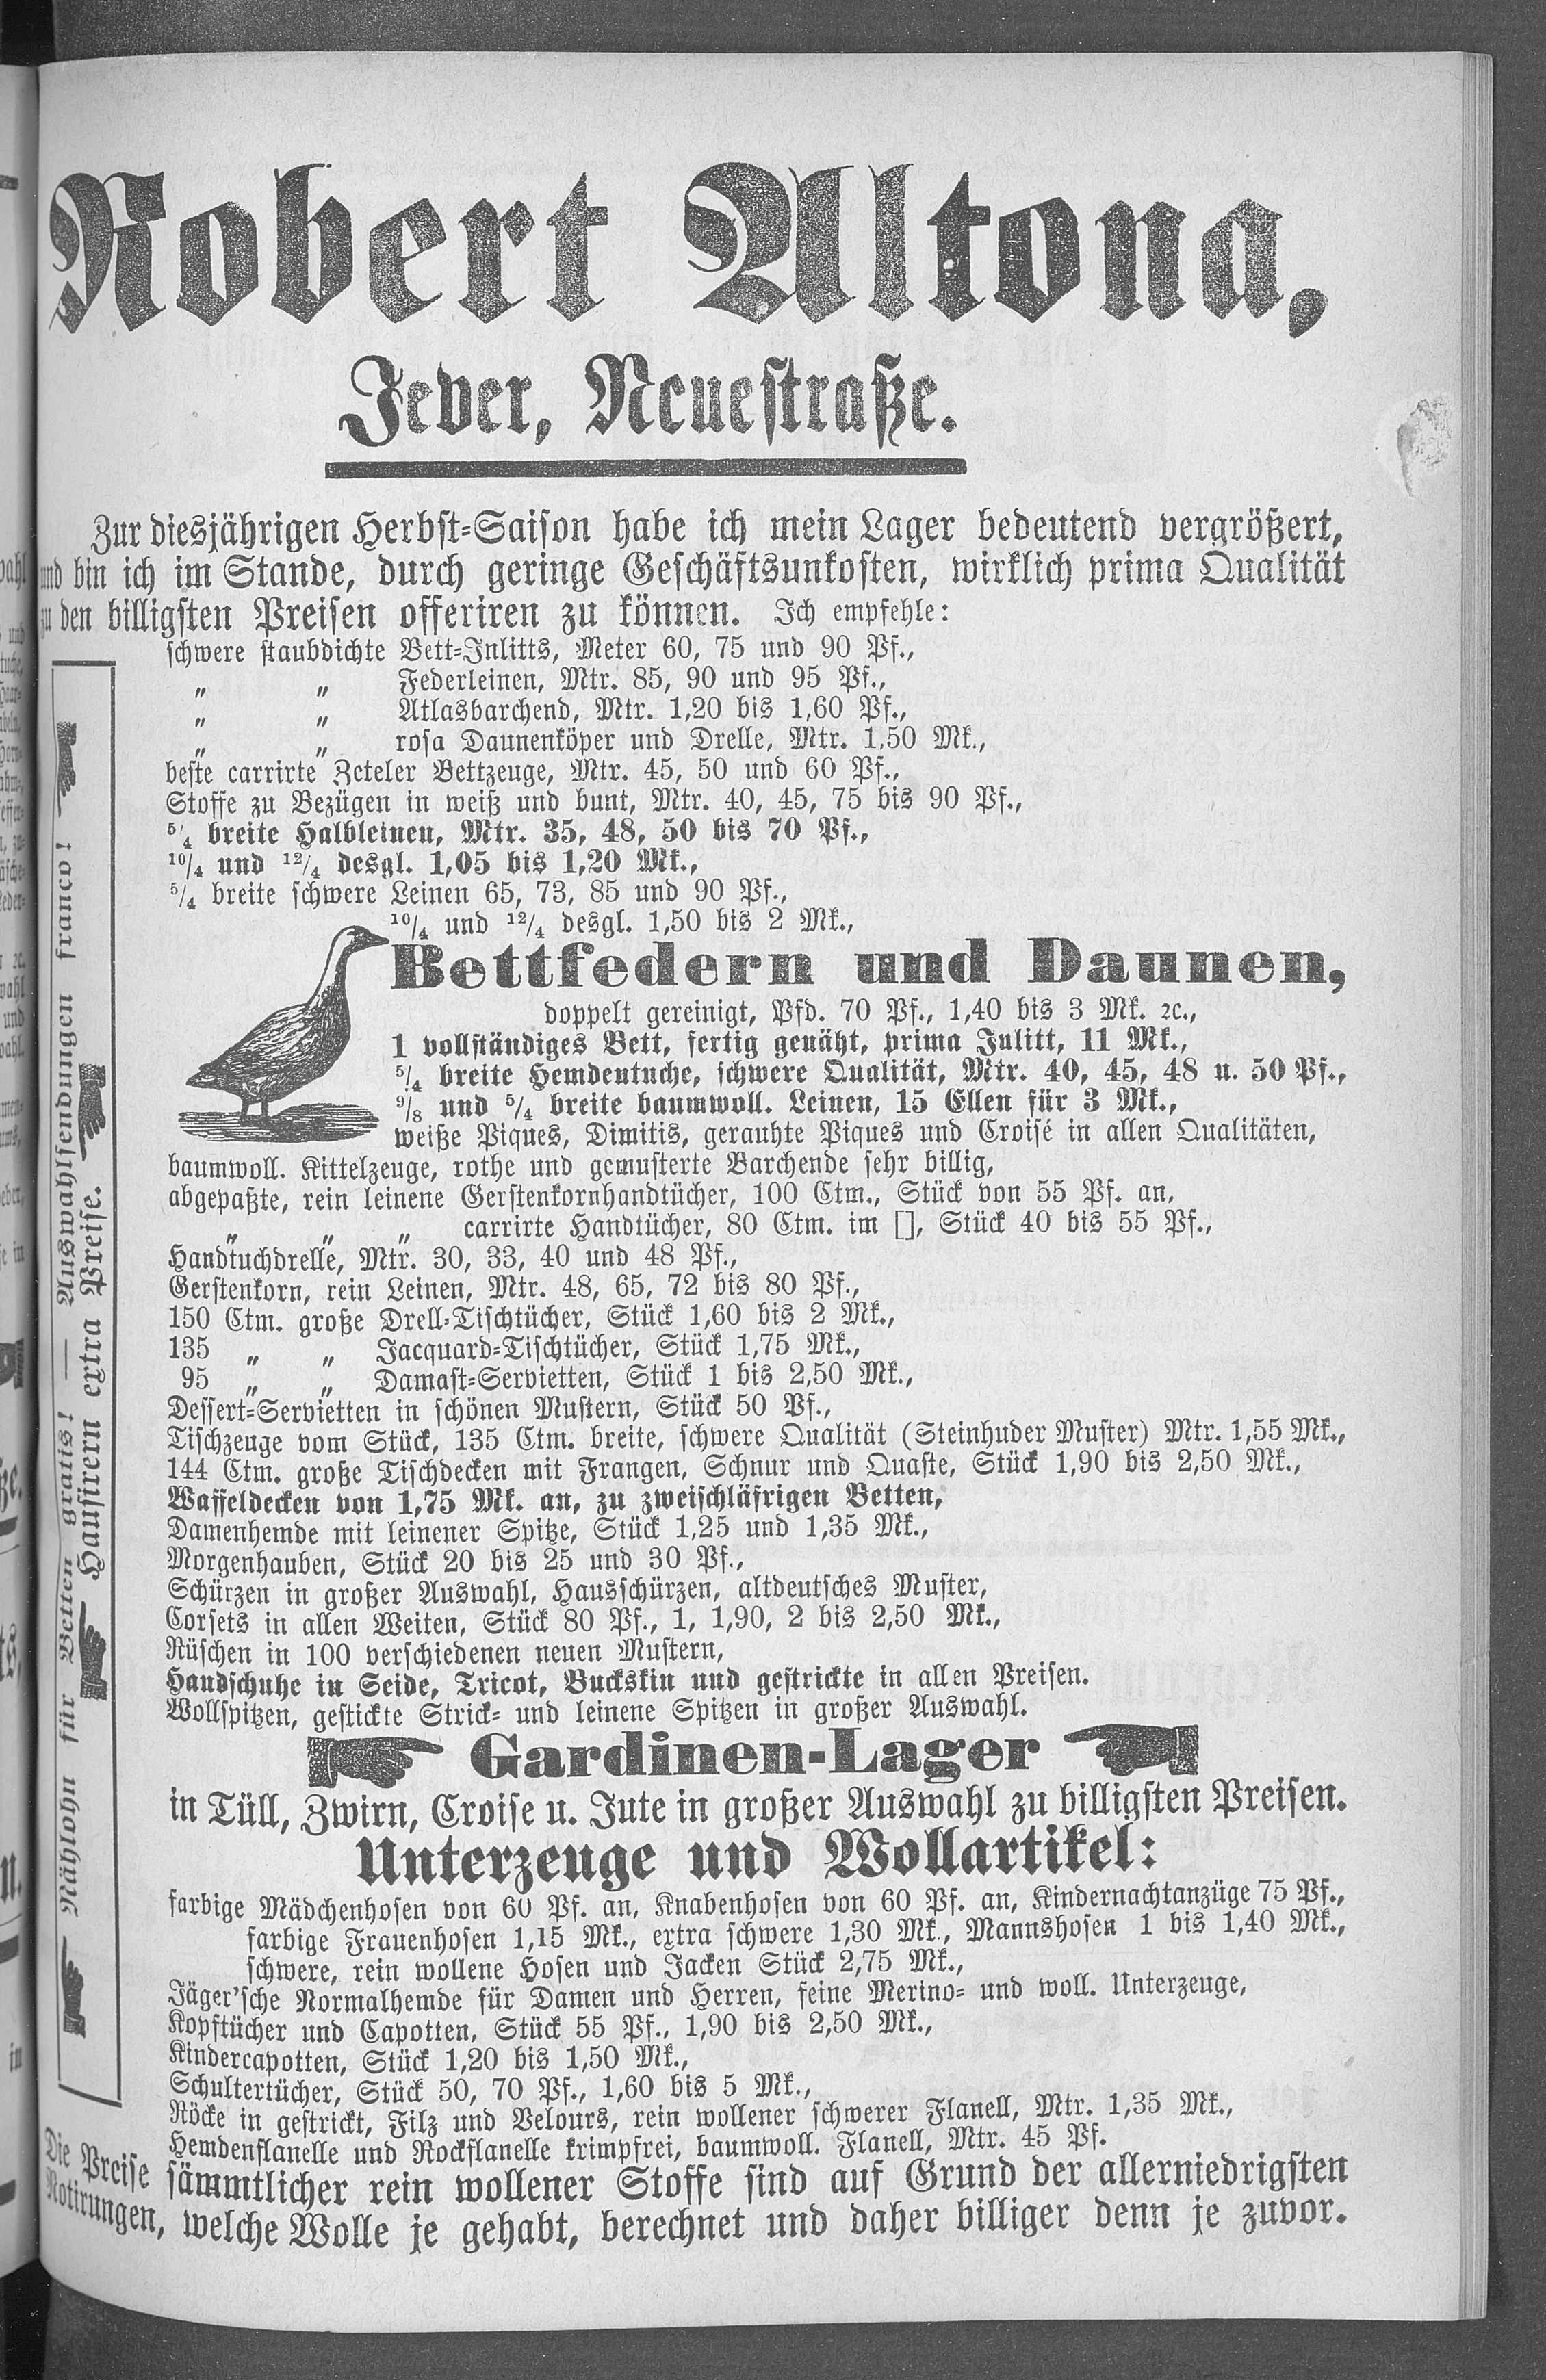 Robert Altona,
Jever, Neuestraße.
Zur diesjährigen Herbst-Saison habe ich mein Lager bedeutend vergrößert,
und bin ich im Stande, durch geringe Geschäftsunkosten, wirklich prima Qualität
zu den billigsten Preisen offeriren zu können. Ich empfehle:
schwere staubdichte Bett-Inlitts, Meter 60, 75 und 90 Pf.,
„ „ Federleinen, Mtr. 85, 90 und 95 Pf.,
„ „ Atlasbarchend, Mtr. 1,20 bis 1,60 Pf.,
„ „ rosa Daunenköper und Drelle, Mtr. 1,50 Mk.,
beste carrirte Zeteler Bettzeuge, Mtr. 45, 50 und 60 Pf.,
Stoffe zu Bezügen in weiß und bunt, Mtr. 40, 45, 75 bis 90 Pf.,
5/4 breite Halbleinen, Mtr. 35, 48, 50 bis 70 Pf.,
10/4 und 12/4 desgl. 1,05 bis 1,20 Mk.,
5/4 breite schwere Leinen 65, 73, 85 und 90 Pf.,
10/4 und 12/4 desgl. 1,50 bis 2 Mk.,
Bettfedern und Daunen,
doppelt gereinigt, Pfd. 70 Pf., 1,40 bis 3 Mk. ꝛc.,
1 vollständiges Bett, fertig genäht, prima Inlitt, 11 Mk.,
5/4 breite Hemdentuche, schwere Qualität, Mtr. 40, 45, 48 u. 50 Pf.,
9/8 und 5/4 breite baumwoll. Leinen, 15 Ellen für 3 Mk.,
weiße Piques, Dimitis, gerauhte Piques und Croisé in allen Qualitäten,
baumwoll. Kittelzeuge, rothe und gemusterte Barchende sehr billig,
abgepaßte, rein leinene Gerstenkornhandtücher, 100 Ctm., Stück von 55 Pf. an,
„ „ „ carrirte Handtücher, 80 Ctm. im [], Stück 40 bis 55 Pf.,
Handtuchdrelle, Mtr. 30, 33, 40 und 48 Pf.,
Gerstenkorn, rein Leinen, Mtr. 48, 65, 72 bis 80 Pf.,
150 Ctm. große Drell-Tischtücher, Stück 1,60 bis 2 Mk.,
135 „ „ Jacquard-Tischtücher, Stück 1,75 Mk.,
95 „ „ Damast-Servietten, Stück 1 bis 2,50 Mk.,
Dessert-Servietten in schönen Mustern, Stück 50 Pf.,
Tischzeuge vom Stück, 135 Ctm. breite, schwere Qualität (Steinhuder Muster) Mtr. 1,55 Mk.,
144 Ctm. große Tischdecken mit Frangen, Schnur und Quaste, Stück 1,90 bis 2,50 Mk.,
Waffeldecken von 1,75 Mk. an, zu zweischläfrigen Betten,
Damenhemde mit leinener Spitze, Stück 1,25 und 1,35 Mk.,
Morgenhauben, Stück 20 bis 25 und 30 Pf.,
Schürzen in großer Auswahl, Hausschürzen, altdeutsches Muster,
Corsets in allen Weiten, Stück 80 Pf., 1, 1,90, 2 bis 2,50 Mk.,
Rüschen in 100 verschiedenen neuen Mustern,
Handschuhe in Seide, Tricot, Buckskin und gestrickte in allen Preisen.
Wollspitzen, gestickte Strick- und leinene Spitzen in großer Auswahl.
Gardinen-Lager
in Tüll, Zwirn, Croise u. Jute in großer Auswahl zu billigsten Preisen.
Unterzeuge und Wollartikel:
farbige Mädchenhosen von 60 Pf. an, Knabenhosen von 60 Pf. an, Kindernachtanzüge 75 Pf.,
farbige Frauenhosen 1,15 Mk., extra schwere 1,30 Mk., Mannshosen 1 bis 1,40 Mk.,
schwere, rein wollene Hosen und Jacken Stück 2,75 Mk.,
Jäger'sche Normalhemde für Damen und Herren, feine Merino- und woll. Unterzeuge,
Kopftücher und Capotten, Stück 55 Pf., 1,90 bis 2,50 Mk.,
Kindercapotten, Stück 1,20 bis 1,50 Mk.,
Schultertücher, Stück 50, 70 Pf., 1,60 bis 5 Mk.,
Röcke in gestrickt, Filz und Velours, rein wollener schwerer Flanell, Mtr. 1,35 Mk.,
Hemdenflanelle und Rockflanelle krimpfrei, baumwoll. Flanell, Mtr. 45 Pf.
Die Preise sämmtlicher rein wollener Stoffe sind auf Grund der allerniedrigsten
Notirungen, welche Wolle je gehabt, berechnet und daher billiger denn je zuvor.
Nählohn für Betten gratis! — Auswahlsendungen franco!
Hausirern extra Preise.